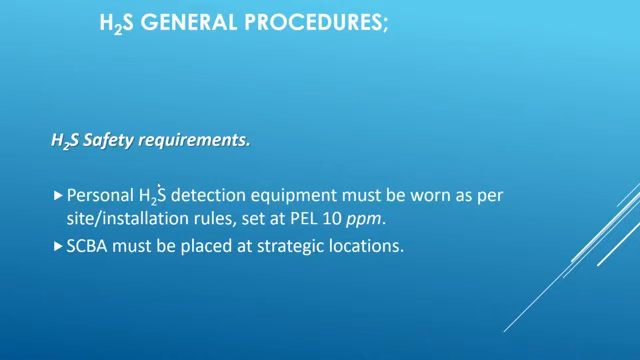 H₂S GENERAL PROCEDURES;
H₂S Safety requirements.
Personal H₂S detection equipment must be worn as per
site/installation rules, set at PEL 10 ppm.
SCBA must be placed at strategic locations.